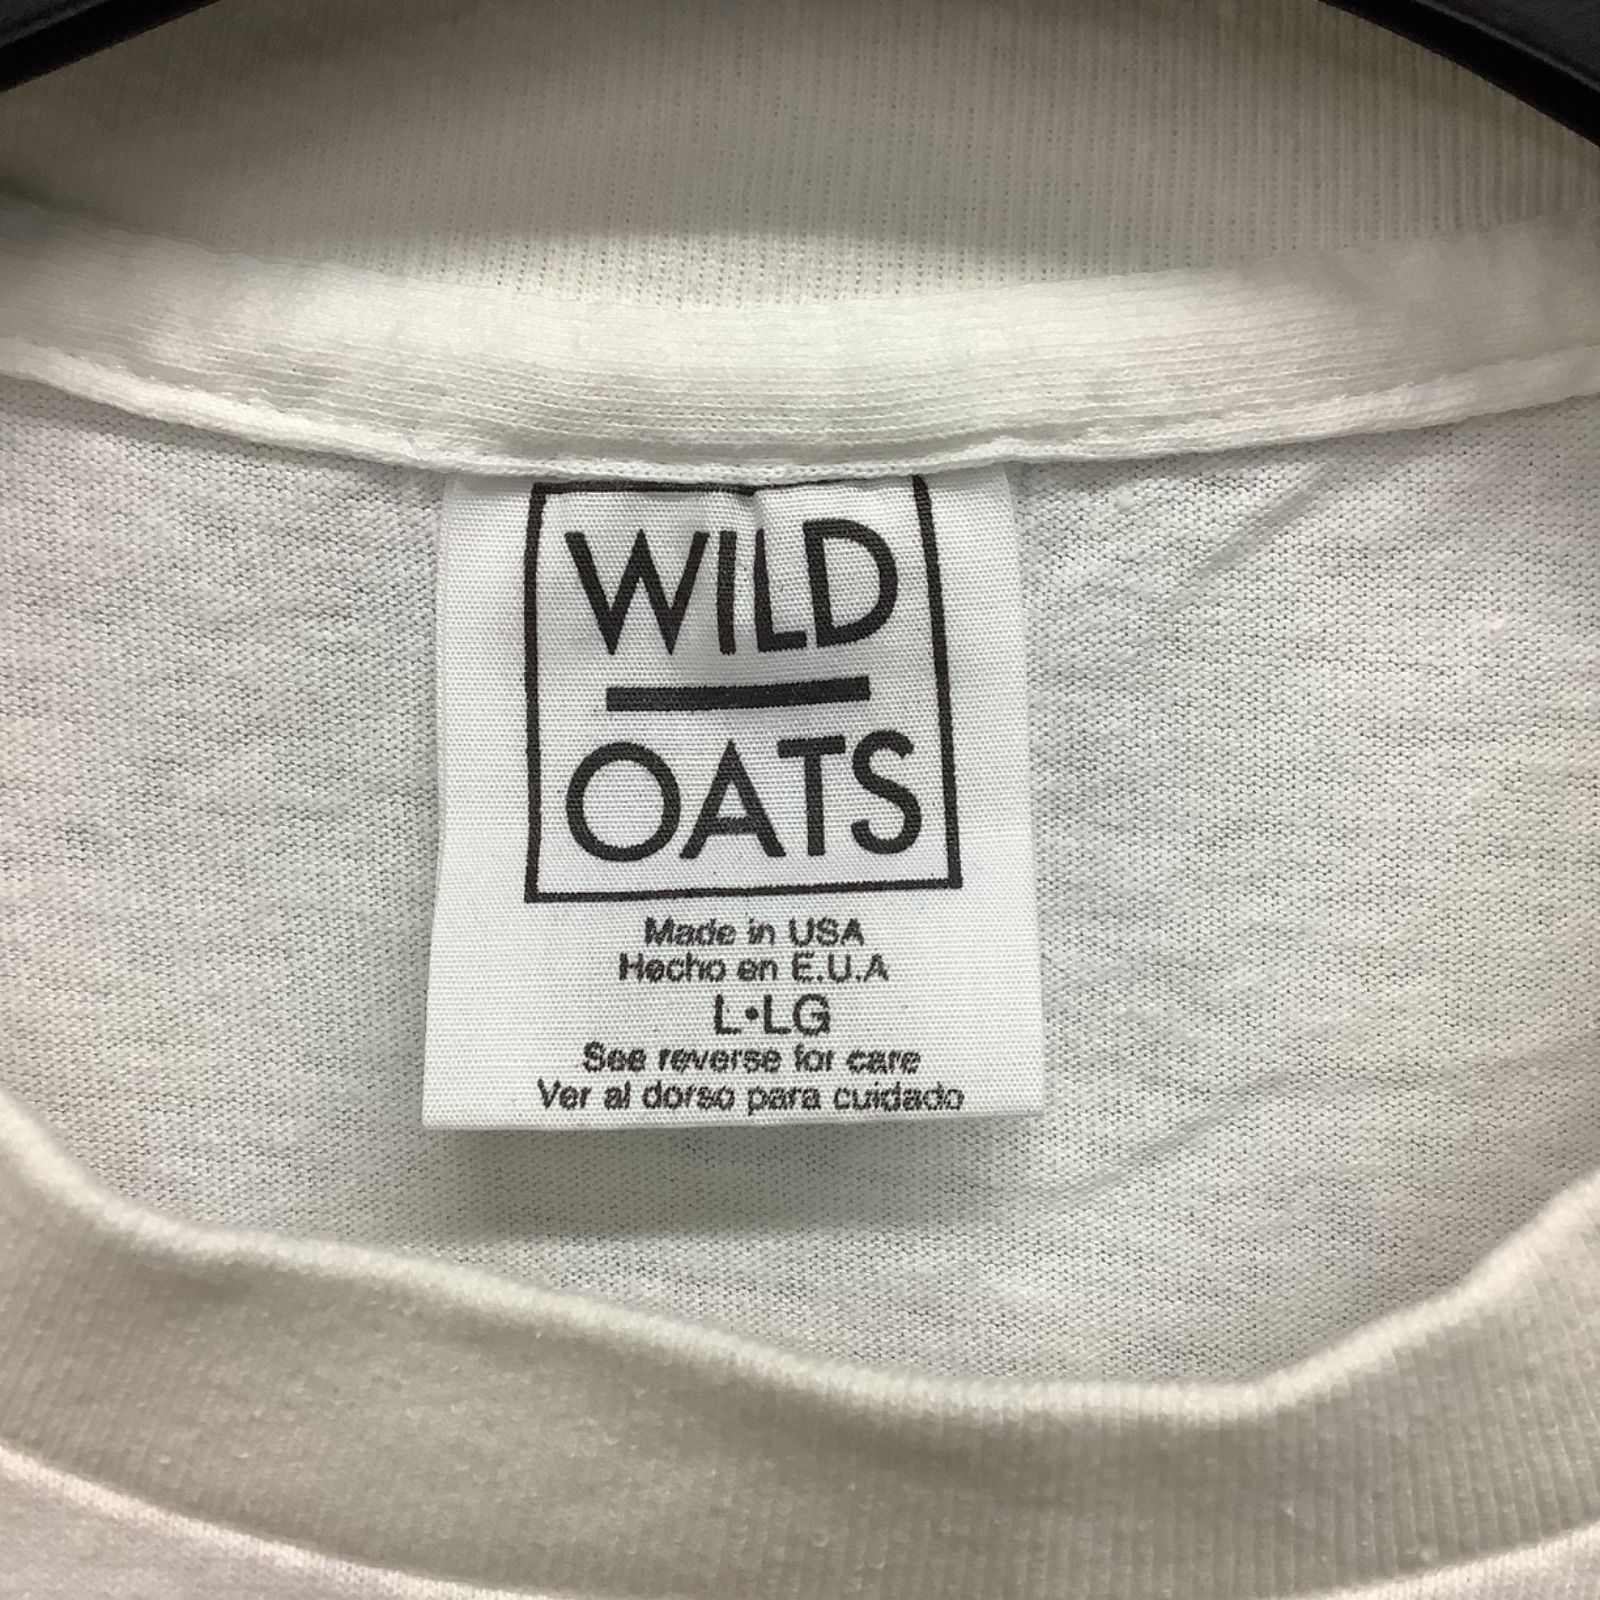 WILD
OATS
Made in USA
Hecho en E.U.A
L•LG
See reverse for care
Ver al dorso para cuidado